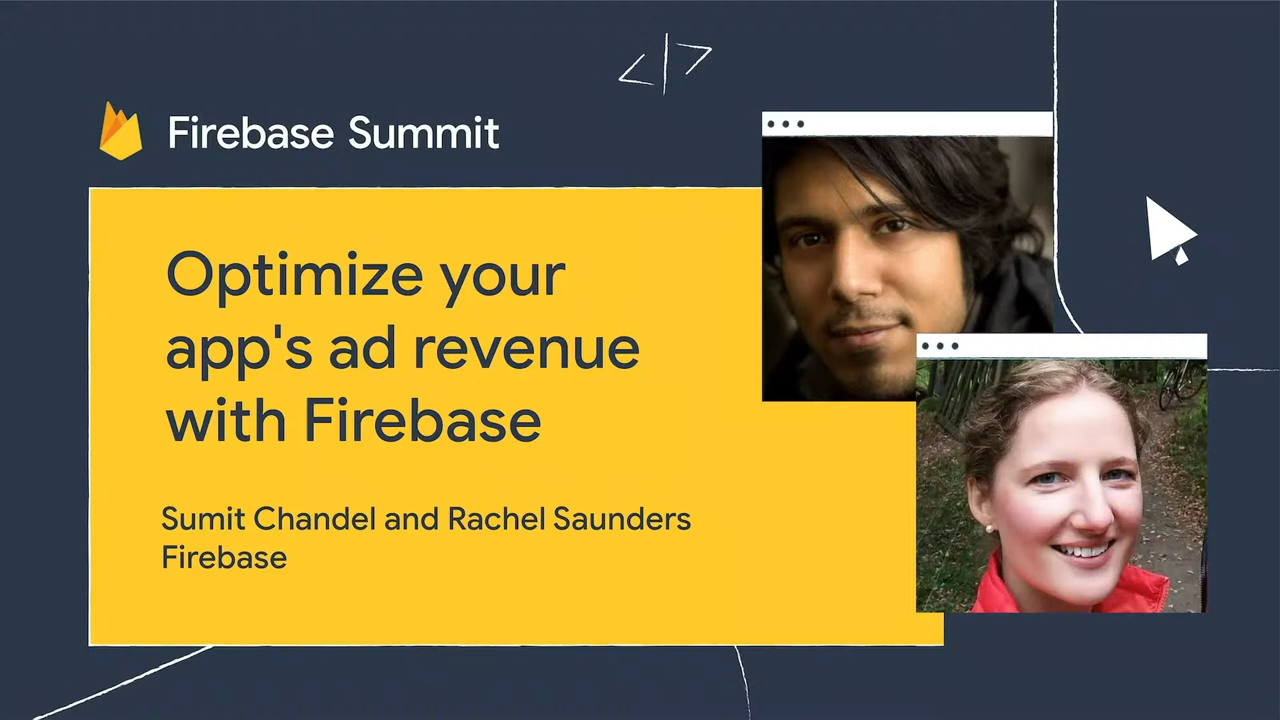 Firebase Summit
Optimize your
app's ad revenue
with Firebase
Sumit Chandel and Rachel Saunders
Firebase